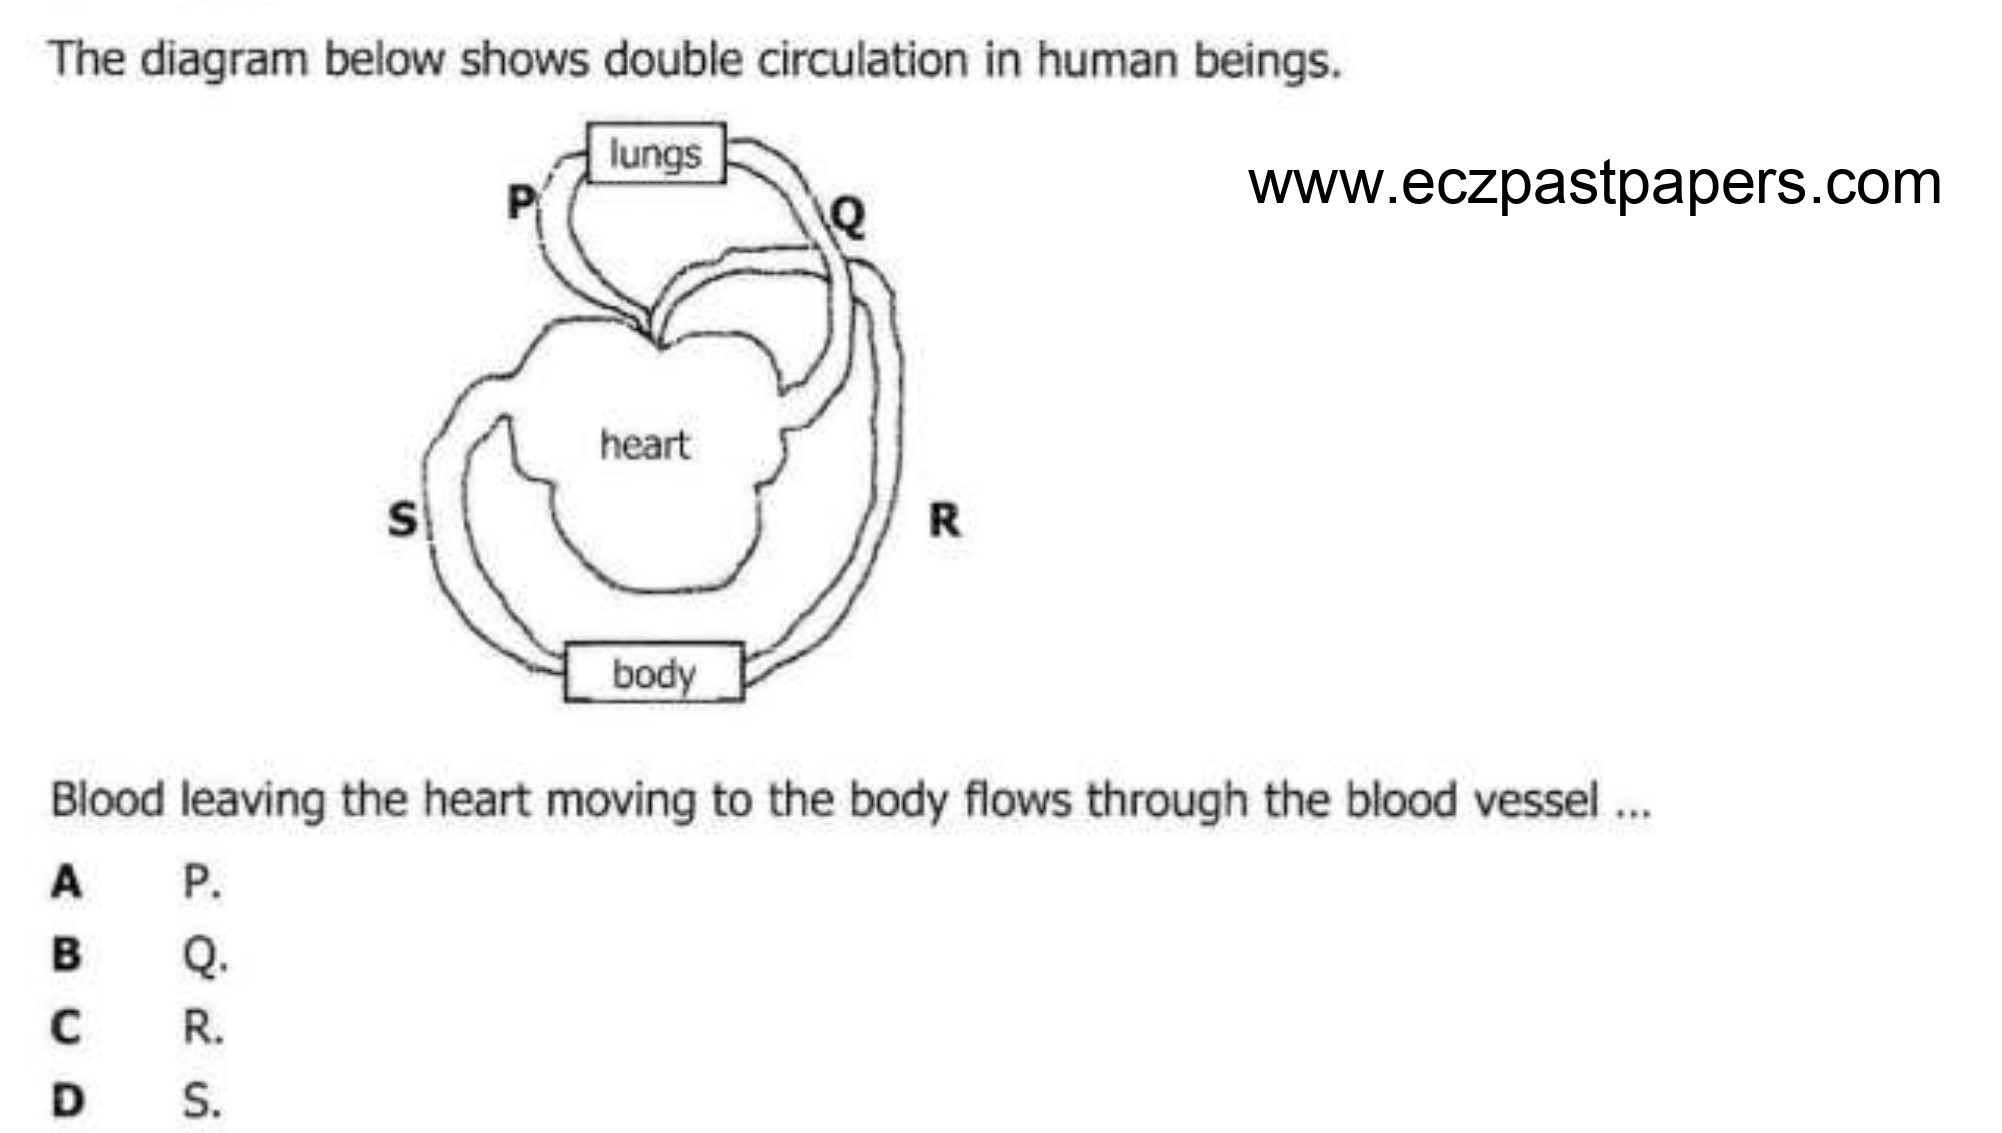 The diagram below shows double circulation in human beings.
lungs
P
Q
www.eczpastpapers.com
heart
S
R
body
Blood leaving the heart moving to the body flows through the blood vessel ...
A P.
B Q.
C R.
D S.